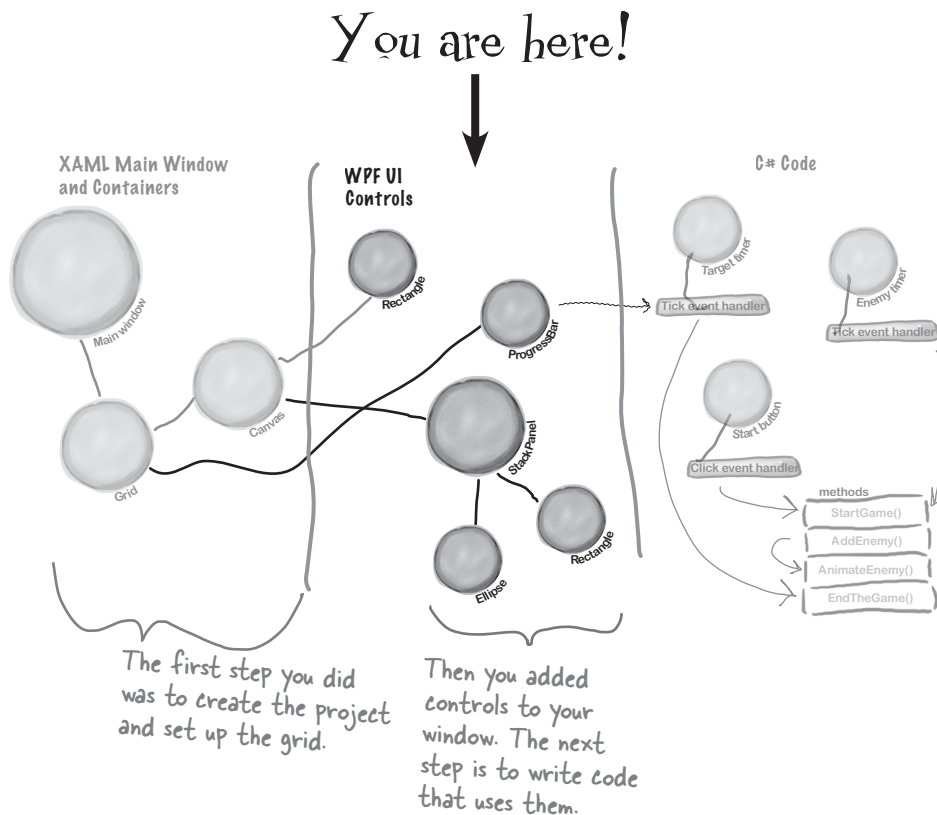 You are here!
XAML Main Window
and Containers
Main window
Grid
Canvas
WPF UI
Controls
Rectangle
ProgressBar
StackPanel
Rectangle
Ellipse
C# Code
Target timer
Tick event handler
Enemy timer
Tick event handler
Start button
Click event handler
methods
StartGame()
AddEnemy()
AnimateEnemy()
EndTheGame()
The first step you did
was to create the project
and set up the grid.
Then you added
controls to your
window. The next
step is to write code
that uses them.